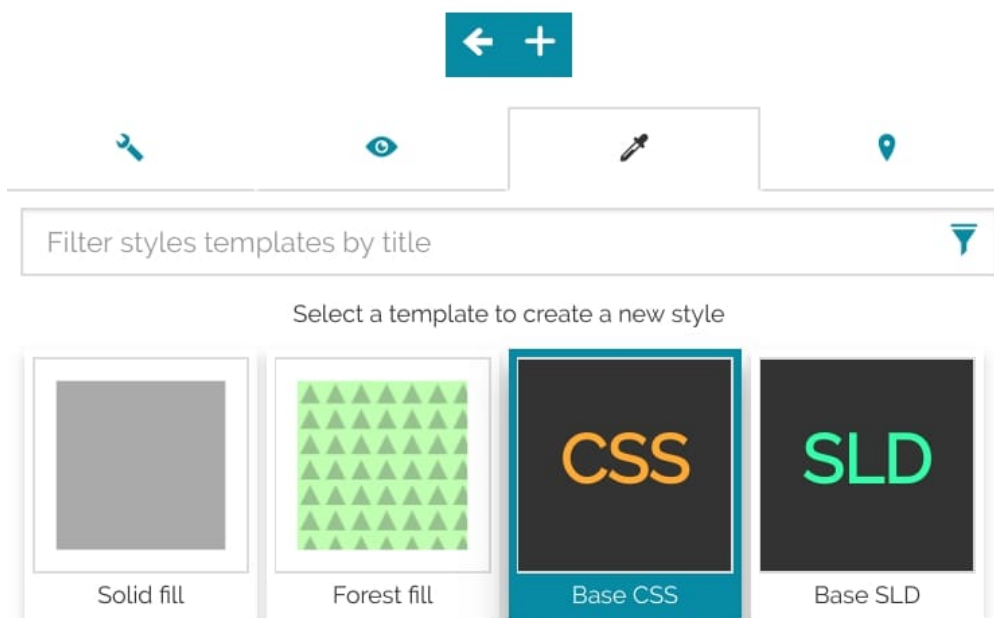 Filter styles templates by title
Select a template to create a new style
CSS
SLD
Solid fill
Forest fill
Base CSS
Base SLD